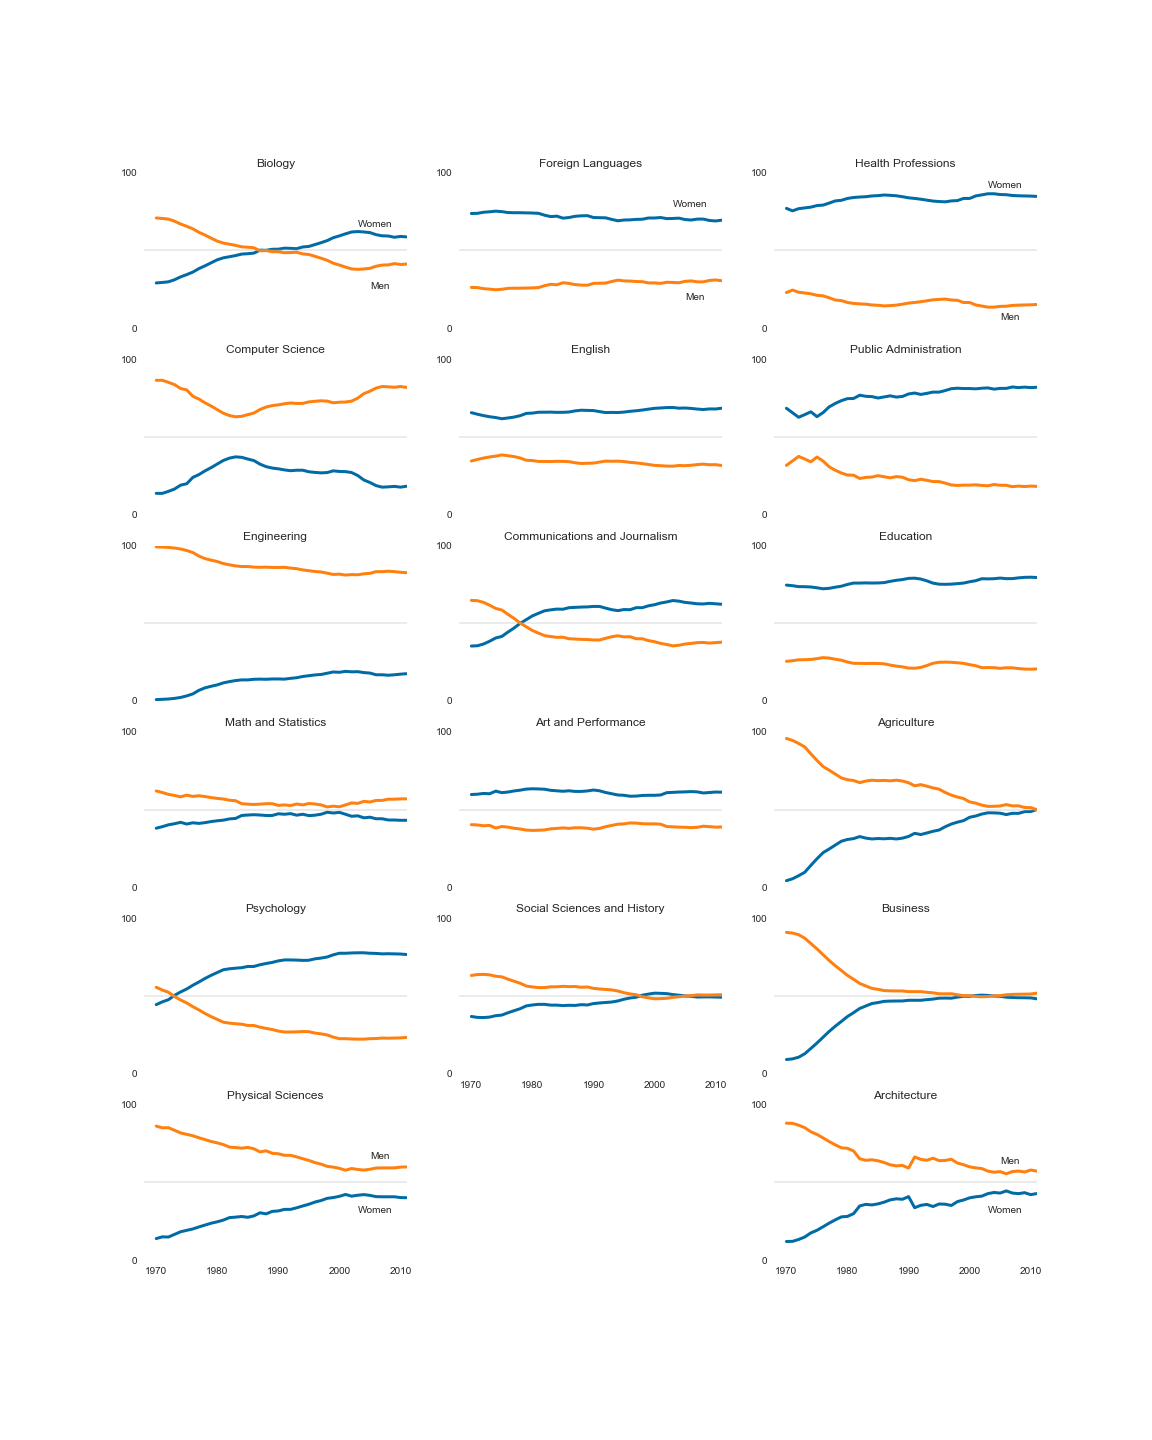 Biology
Foreign Languages
Health Professions
100
100
100
Women
Women
Women
Men
Men
Men
0
0
0
Computer Science
English
Public Administration
100
100
100
0
0
0
Engineering
Communications and Journalism
Education
100
100
100
0
0
0
Math and Statistics
Art and Performance
Agriculture
100
100
100
0
0
0
Psychology
Social Sciences and History
Business
100
100
100
0
0
0
1970 1980 1990 2000 2010
Physical Sciences
Architecture
100
100
Men
Men
Women
Women
0
0
1970 1980 1990 2000 2010
1970 1980 1990 2000 2010